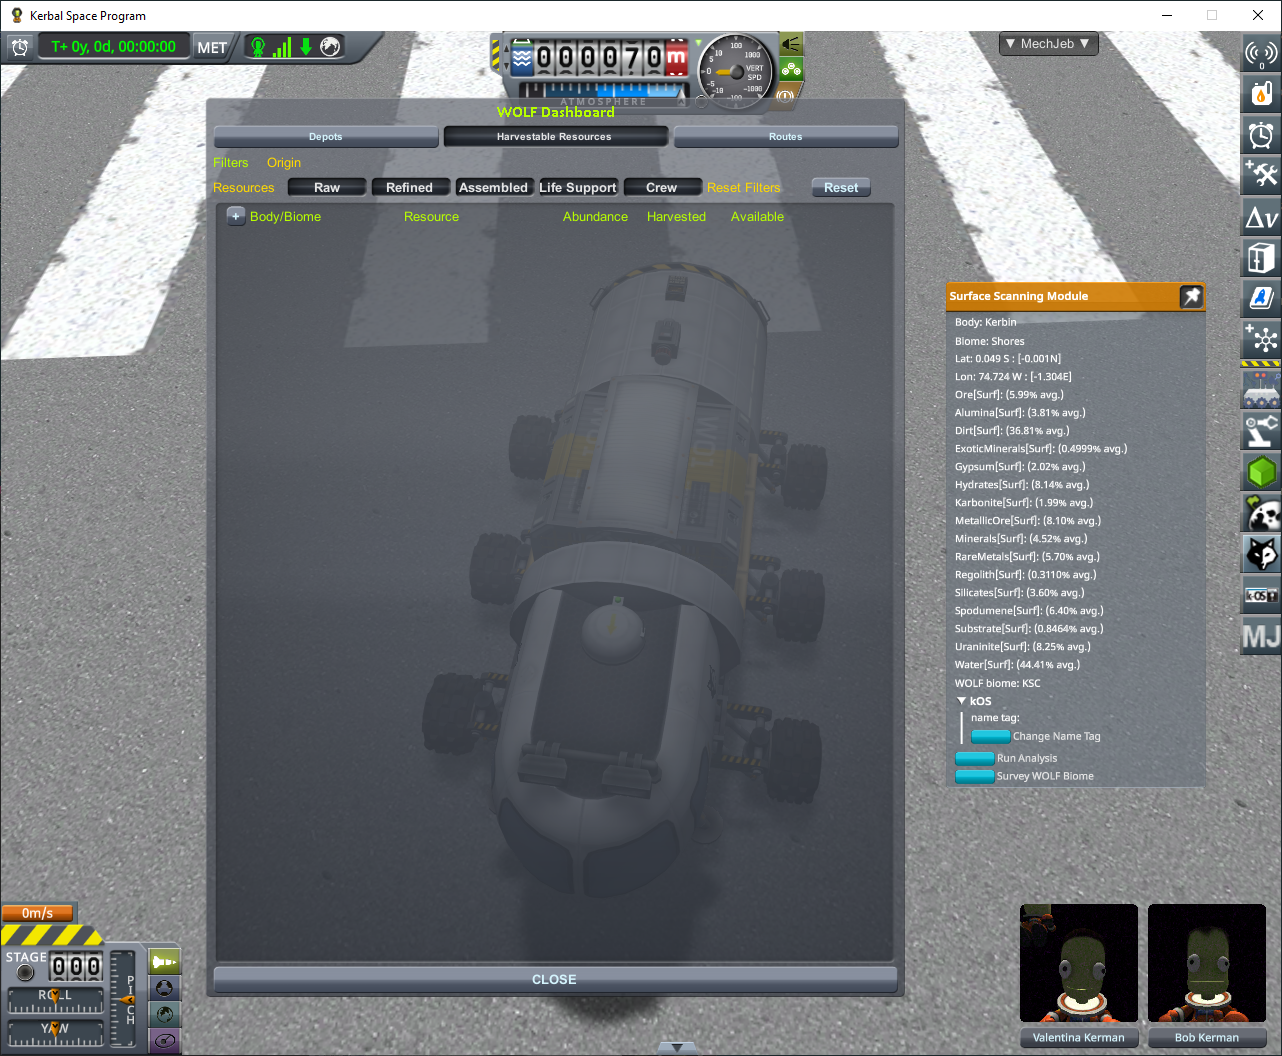 Kerbal Space Program
T+ 0y, 0d, 00:00:00
MET
000070 m
ATMOSPHERE
VERT
SPD
▼ MechJeb ▼
WOLF Dashboard
Depots
Harvestable Resources
Routes
Filters
Origin
Resources
Raw
Refined
Assembled
Life Support
Crew
Reset Filters
Reset
+
Body/Biome
Resource
Abundance
Harvested
Available
Surface Scanning Module
Body: Kerbin
Biome: Shores
Lat: 0.049 S : [-0.001N]
Lon: 74.724 W : [-1.304E]
Ore[Surf]: (5.99% avg.)
Alumina[Surf]: (3.81% avg.)
Dirt[Surf]: (36.81% avg.)
ExoticMinerals[Surf]: (0.4999% avg.)
Gypsum[Surf]: (2.02% avg.)
Hydrates[Surf]: (8.14% avg.)
Karbonite[Surf]: (1.99% avg.)
MetallicOre[Surf]: (8.10% avg.)
Minerals[Surf]: (4.52% avg.)
RareMetals[Surf]: (5.70% avg.)
Regolith[Surf]: (0.3110% avg.)
Silicates[Surf]: (3.60% avg.)
Spodumene[Surf]: (6.40% avg.)
Substrate[Surf]: (0.8464% avg.)
Uraninite[Surf]: (8.25% avg.)
Water[Surf]: (44.41% avg.)
WOLF biome: KSC
▼ kOS
name tag:
Change Name Tag
Run Analysis
Survey WOLF Biome
0
Δv
k-OS
MJ
CLOSE
0m/s
STAGE
000
ROLL
YAW
PITCH
Valentina Kerman
Bob Kerman